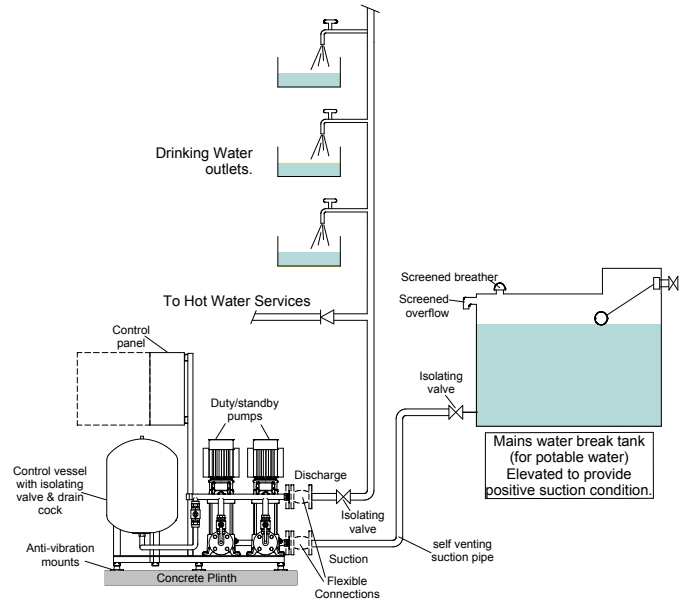 Drinking Water
outlets.
To Hot Water Services
Screened breather
Screened
overflow
Control
panel
Isolating
valve
Duty/standby
pumps
Mains water break tank
(for potable water)
Elevated to provide
positive suction condition.
Control vessel
with isolating
valve & drain
cock
Discharge
Isolating
valve
self venting
suction pipe
Anti-vibration
mounts
Suction
Concrete Plinth
Flexible
Connections